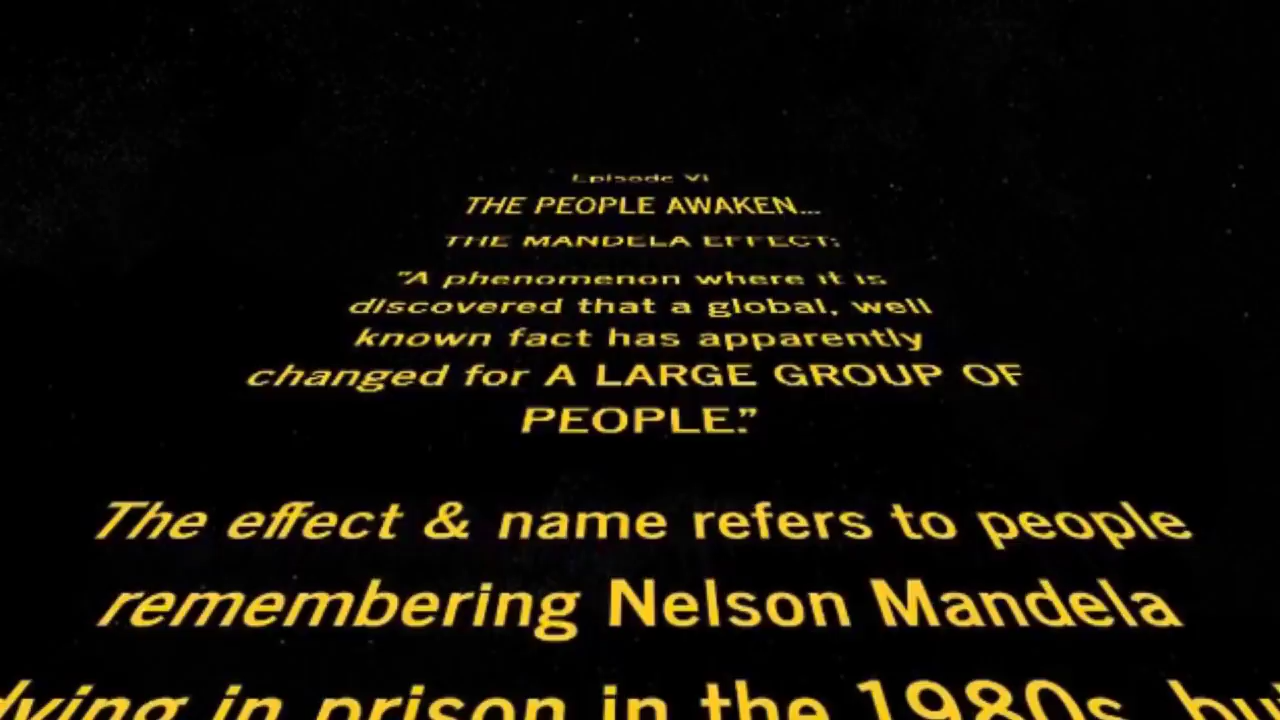 Episode VI
THE PEOPLE AWAKEN...
THE MANDELA EFFECT:
"A phenomenon where it is
discovered that a global, well
known fact has apparently
changed for A LARGE GROUP OF
PEOPLE."
The effect & name refers to people
remembering Nelson Mandela
dying in prison in the 1980s, but